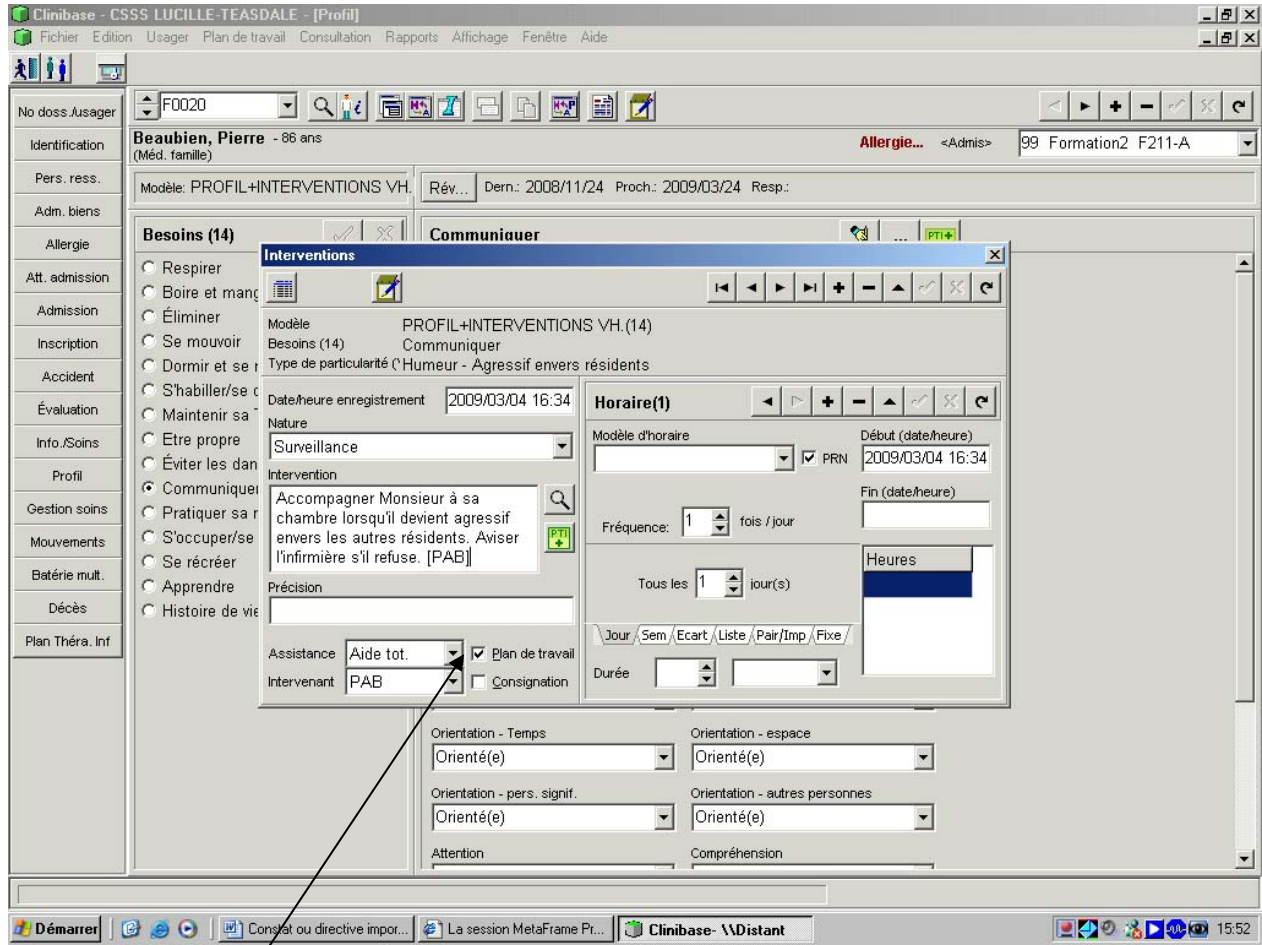 Clinibase - CSSS LUCILLE-TEASDALE - [Profil]
Fichier Edition Usager Plan de travail Consultation Rapports Affichage Fenêtre Aide
No doss./usager
Identification
Pers. ress.
Adm. biens
Allergie
Att. admission
Admission
Inscription
Accident
Évaluation
Info./Soins
Profil
Gestion soins
Mouvements
Batérie mult.
Décès
Plan Théra. Inf
F0020
Beaubien, Pierre - 86 ans
(Méd. famille)
Allergie... <Admis> 99 Formation2 F211-A
Modèle: PROFIL+INTERVENTIONS VH.
Rév... Dern.: 2008/11/24 Proch.: 2009/03/24 Resp.:
Besoins (14)
Respirer
Boire et mang
Éliminer
Se mouvoir
Dormir et se r
S'habiller/se d
Maintenir sa
Etre propre
Éviter les dan
Communiquer
Pratiquer sa r
S'occuper/se
Se récréer
Apprendre
Histoire de vie
Communiquer
... PTI+
Interventions
Modèle PROFIL+INTERVENTIONS VH.(14)
Besoins (14) Communiquer
Type de particularité (' Humeur - Agressif envers résidents
Date/heure enregistrement 2009/03/04 16:34
Nature
Surveillance
Intervention
Accompagner Monsieur à sa
chambre lorsqu'il devient agressif
envers les autres résidents. Aviser
l'infirmière s'il refuse. [PAB]
PTI
+
Précision
Assistance Aide tot. Plan de travail
Intervenant PAB Consignation
Horaire(1)
Modèle d'horaire
PRN
Début (date/heure)
2009/03/04 16:34
Fin (date/heure)
Fréquence: 1 fois / jour
Heures
Tous les 1 jour(s)
Jour Sem Ecart Liste Pair/Imp Fixe
Durée
Orientation - Temps
Orienté(e)
Orientation - espace
Orienté(e)
Orientation - pers. signif.
Orienté(e)
Orientation - autres personnes
Orienté(e)
Attention
Compréhension
Démarrer
Constat ou directive impor...
La session MetaFrame Pr...
Clinibase- \\Distant
15:52